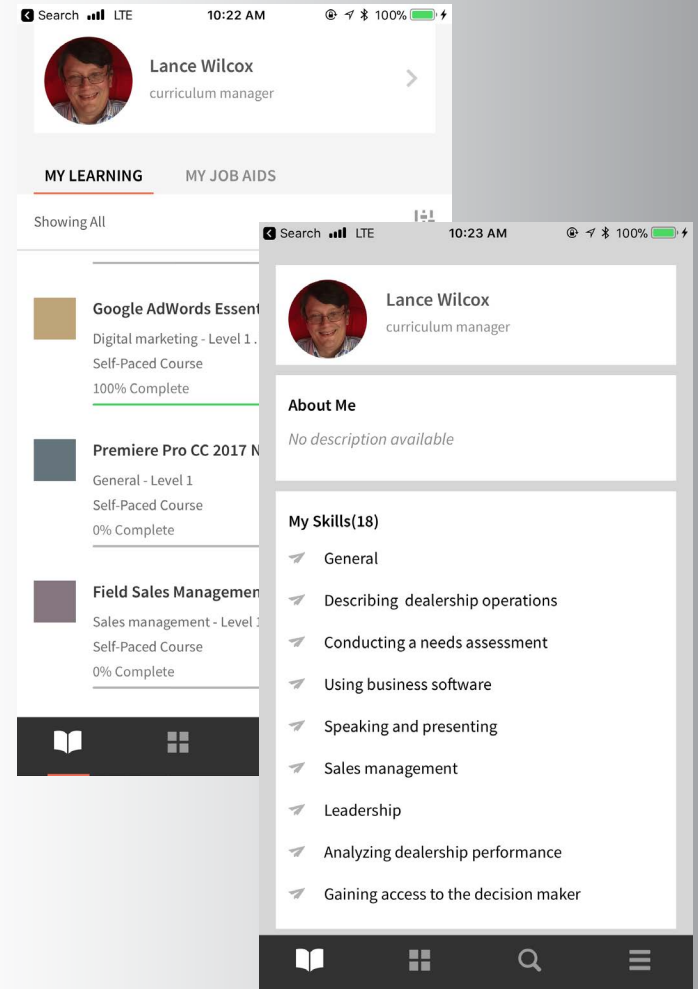 Search LTE 10:22 AM 100%
Lance Wilcox
curriculum manager
MY LEARNING MY JOB AIDS
Showing All
Google AdWords
Digital marketing - Level 1
Self-Paced Course
100% Complete
Premiere Pro CC 2017
General - Level 1
Self-Paced Course
0% Complete
Field Sales
Sales management - Level
Self-Paced Course
0% Complete
Search LTE 10:23 AM 100%
Lance Wilcox
curriculum manager
About Me
No description available
My Skills(18)
General
Describing dealership operations
Conducting a needs assessment
Using business software
Speaking and presenting
Sales management
Leadership
Analyzing dealership performance
Gaining access to the decision maker